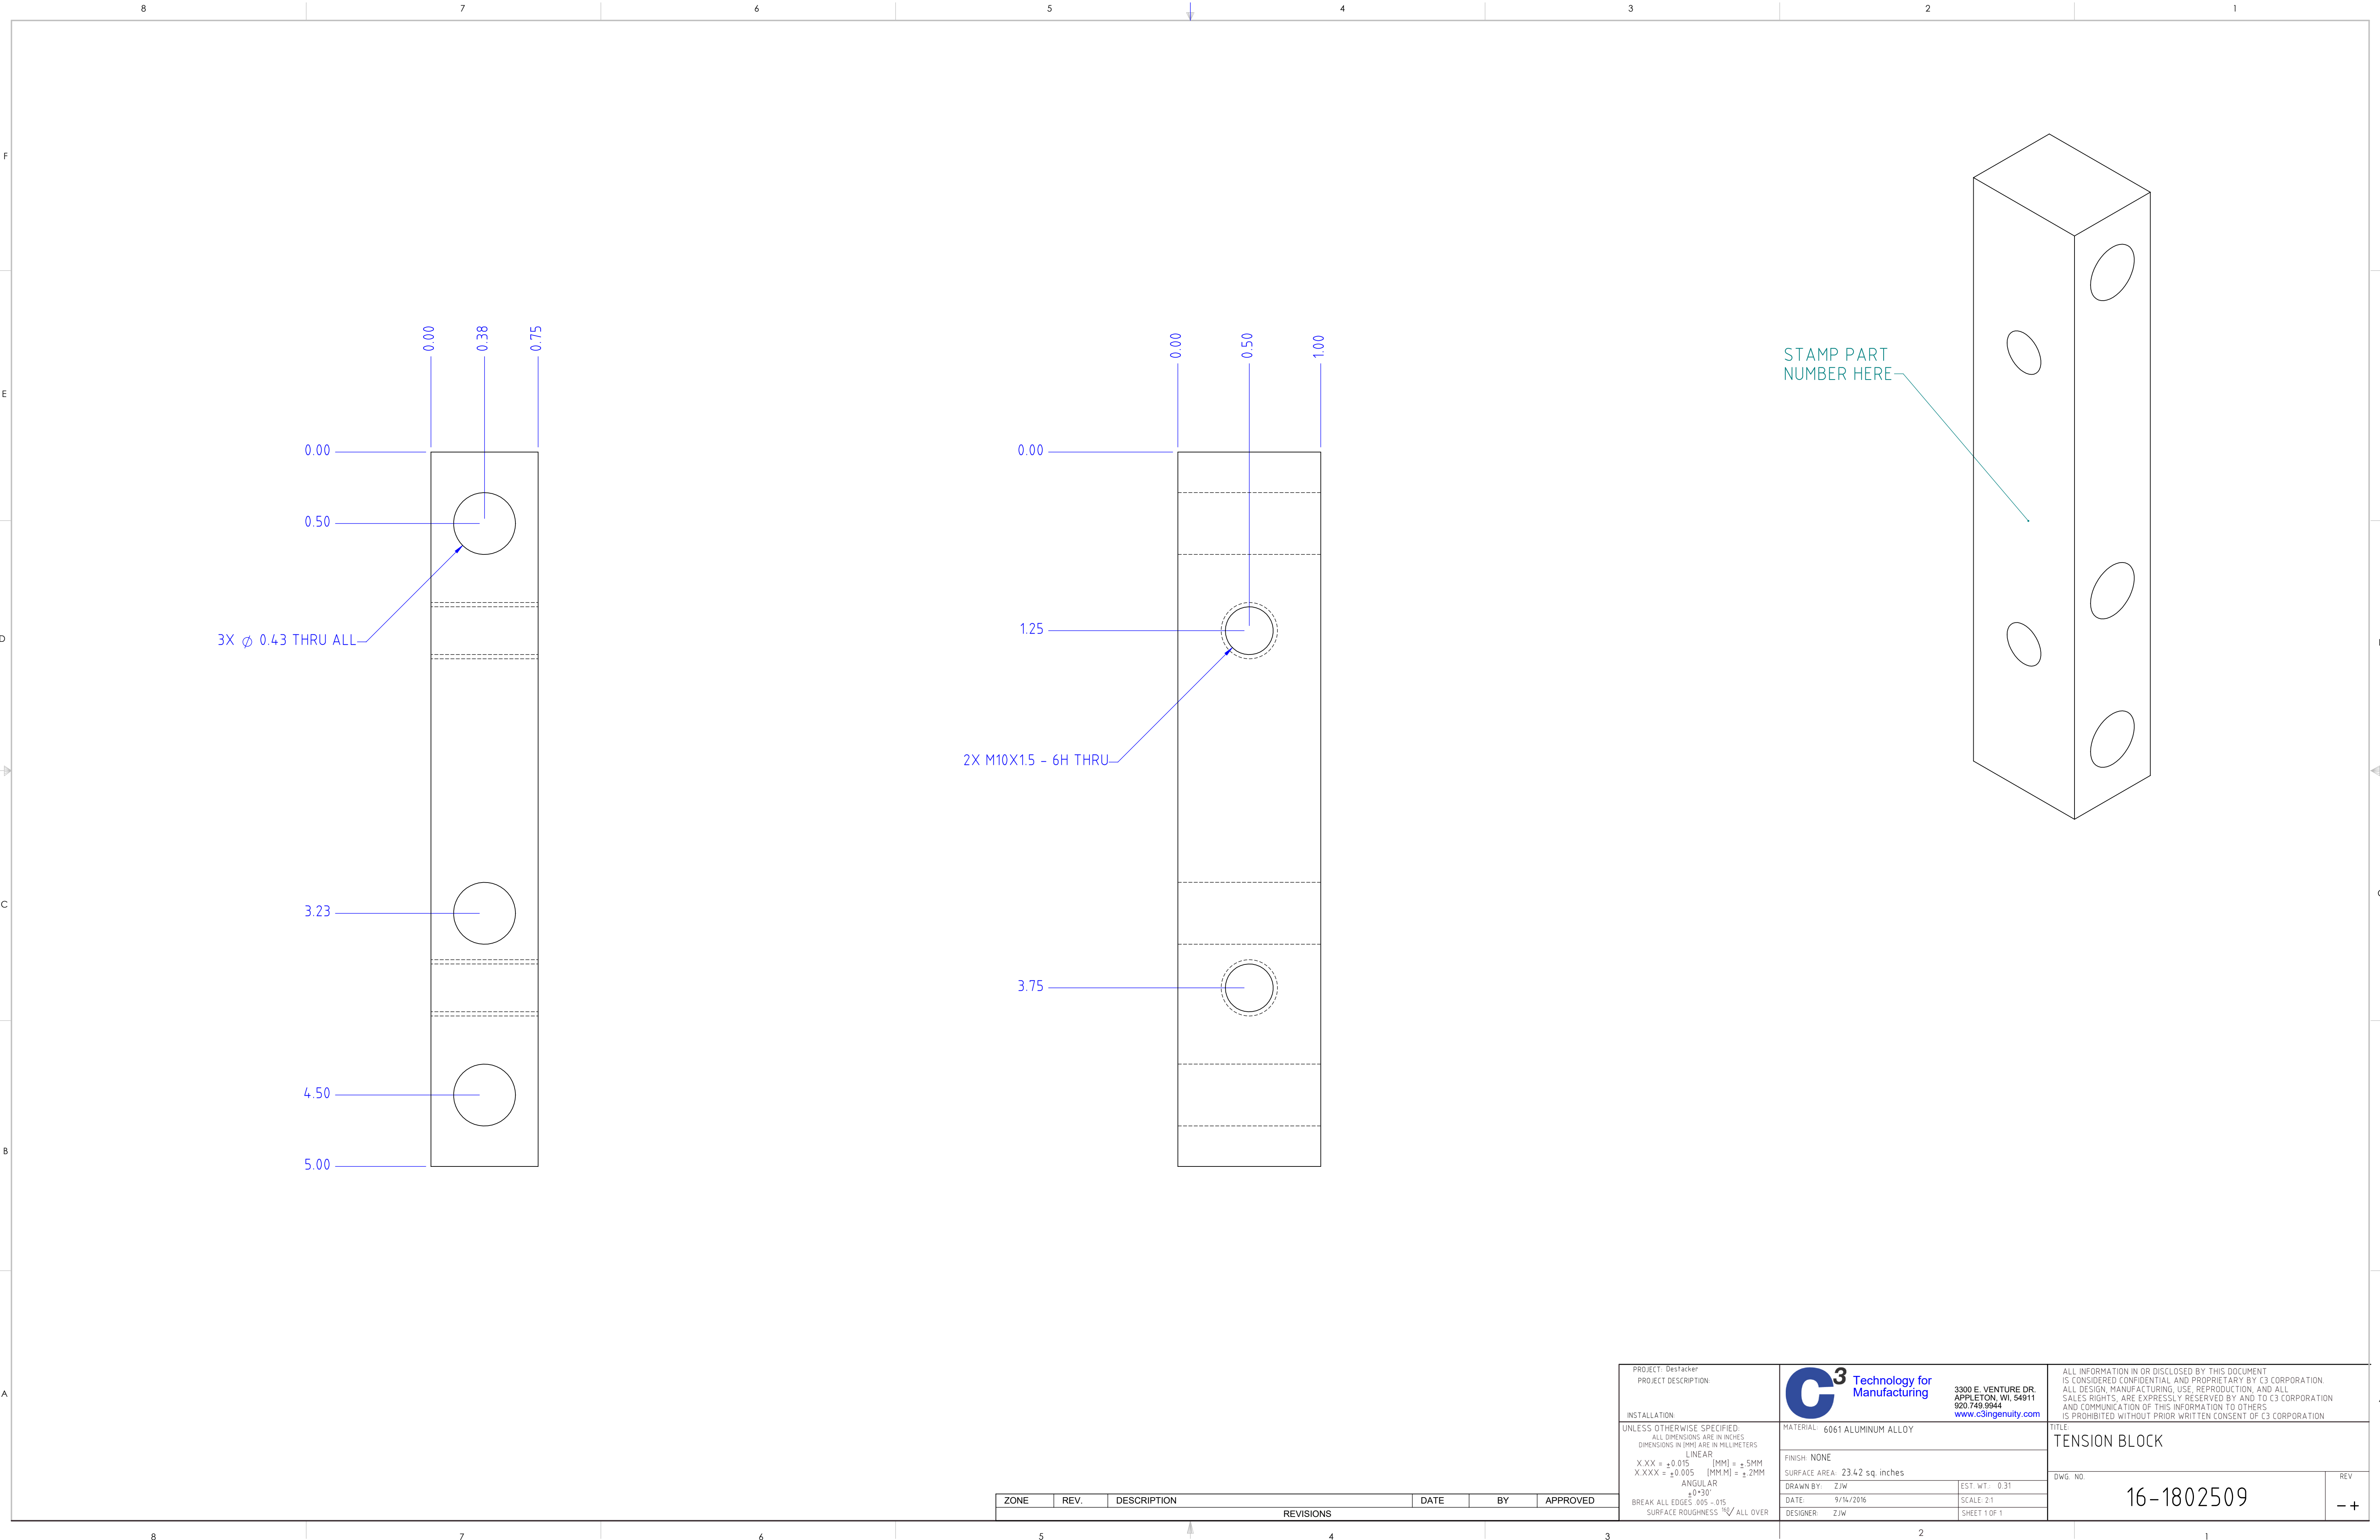 8 7 6 5 4 3 2 1
F
E
D
C
B
A
0.00
0.38
0.75
0.00
0.50
3X ⌀ 0.43 THRU ALL
3.23
4.50
5.00
0.00
0.50
1.00
0.00
1.25
2X M10X1.5 - 6H THRU
3.75
STAMP PART
NUMBER HERE
ZONE REV. DESCRIPTION DATE BY APPROVED
REVISIONS
PROJECT: Destacker
PROJECT DESCRIPTION:
INSTALLATION:
UNLESS OTHERWISE SPECIFIED:
ALL DIMENSIONS ARE IN INCHES
DIMENSIONS IN [MM] ARE IN MILLIMETERS
LINEAR
X.XX = ±0.015 [MM] = ±.5MM
X.XXX = ±0.005 [MM.M] = ±.2MM
ANGULAR
±0°30'
BREAK ALL EDGES .005 -.015
SURFACE ROUGHNESS 160 ALL OVER
C3 Technology for
Manufacturing
3300 E. VENTURE DR.
APPLETON, WI, 54911
920.749.9944
www.c3ingenuity.com
MATERIAL: 6061 ALUMINUM ALLOY
FINISH: NONE
SURFACE AREA: 23.42 sq. inches
DRAWN BY: ZJW EST. WT.: 0.31
DATE: 9/14/2016 SCALE: 2:1
DESIGNER: ZJW SHEET 1 OF 1
ALL INFORMATION IN OR DISCLOSED BY THIS DOCUMENT
IS CONSIDERED CONFIDENTIAL AND PROPRIETARY BY C3 CORPORATION.
ALL DESIGN, MANUFACTURING, USE, REPRODUCTION, AND ALL
SALES RIGHTS, ARE EXPRESSLY RESERVED BY AND TO C3 CORPORATION
AND COMMUNICATION OF THIS INFORMATION TO OTHERS
IS PROHIBITED WITHOUT PRIOR WRITTEN CONSENT OF C3 CORPORATION
TITLE:
TENSION BLOCK
DWG. NO. REV
16-1802509 -+
8 7 6 5 4 3 2 1